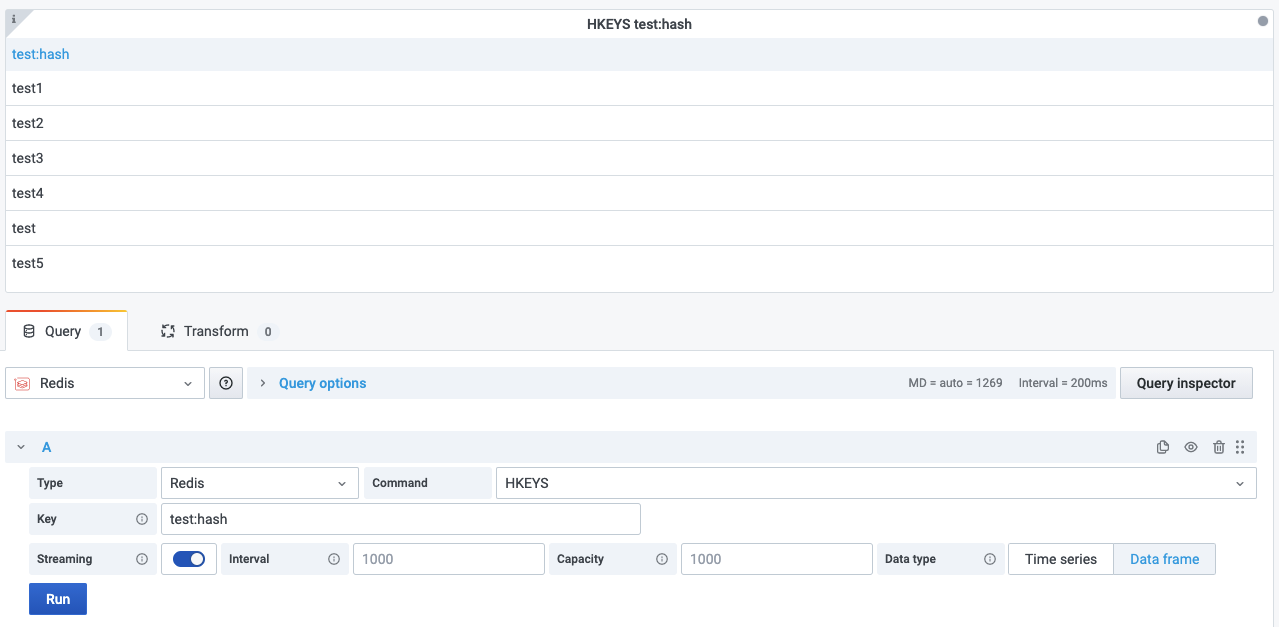 i
HKEYS test:hash
test:hash
test1
test2
test3
test4
test
test5
Query 1 Transform 0
Redis Query options MD = auto = 1269 Interval = 200ms Query inspector
A
Type Redis Command HKEYS
Key test:hash
Streaming Interval 1000 Capacity 1000 Data type Time series Data frame
Run